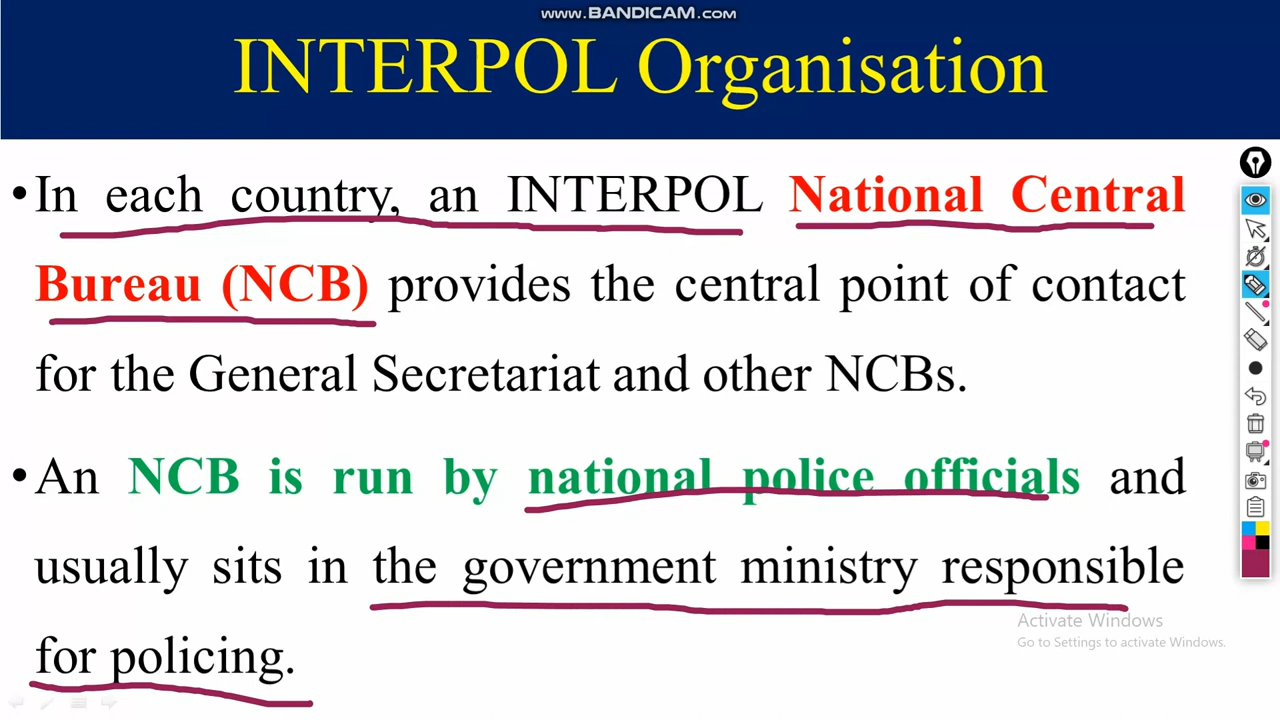 www.BANDICAM.com
INTERPOL Organisation
•In each country, an INTERPOL National Central
Bureau (NCB) provides the central point of contact
for the General Secretariat and other NCBs.
•An NCB is run by national police officials and
usually sits in the government ministry responsible
for policing.
Activate Windows
Go to Settings to activate Windows.